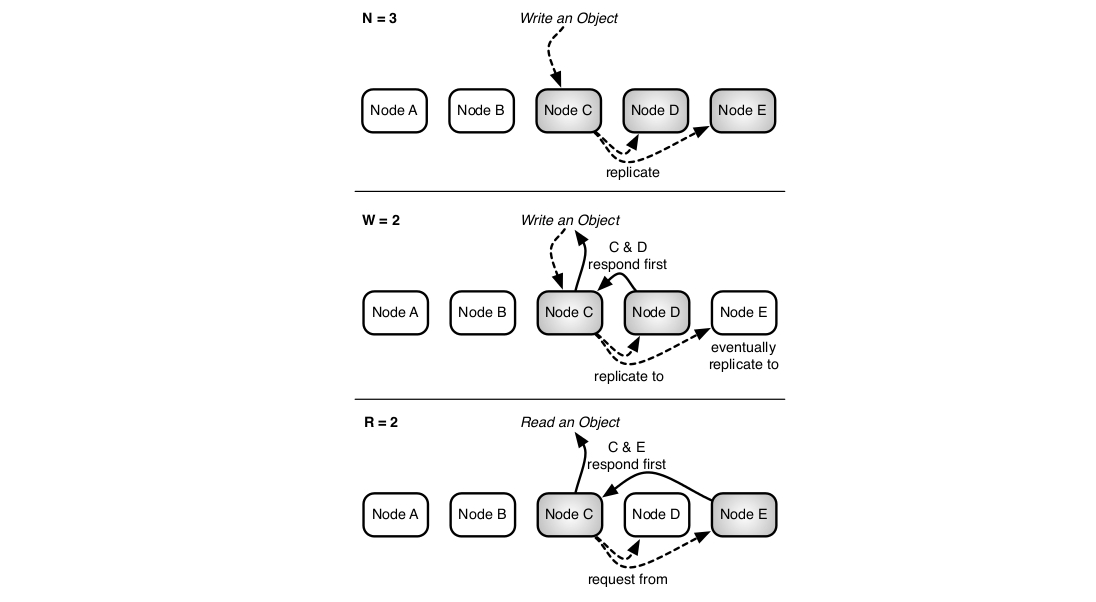 N = 3
Write an Object
Node A
Node B
Node C
Node D
Node E
replicate
W = 2
Write an Object
C & D
respond first
Node A
Node B
Node C
Node D
Node E
eventually
replicate to
replicate to
R = 2
Read an Object
C & E
respond first
Node A
Node B
Node C
Node D
Node E
request from